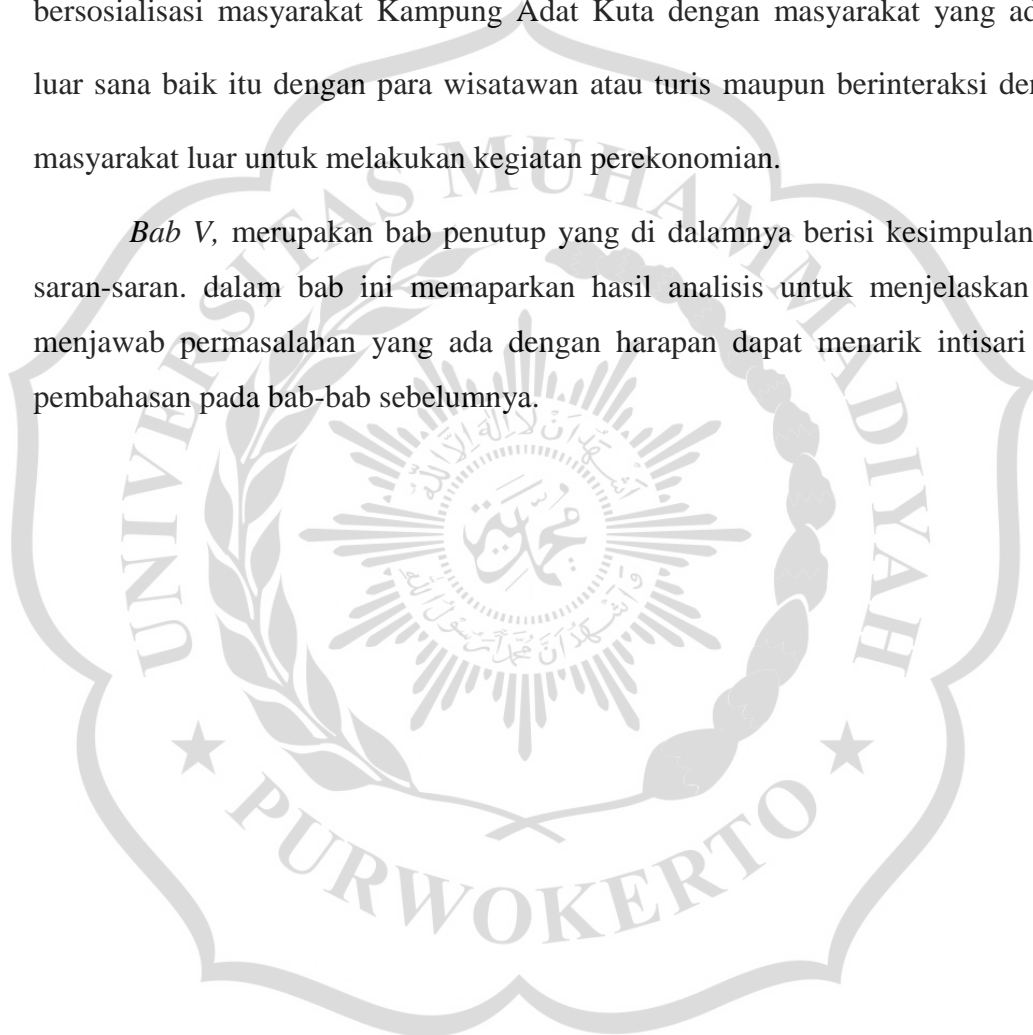 bersosialisasi masyarakat Kampung Adat Kuta dengan masyarakat yang
luar sana baik itu dengan para wisatawan atau turis maupun berinteraksi
masyarakat luar untuk melakukan kegiatan perekonomian.
Bab V, merupakan bab penutup yang di dalamnya berisi kesimpulan
saran-saran. dalam bab ini memaparkan hasil analisis untuk menjelaskan
menjawab permasalahan yang ada dengan harapan dapat menarik intisari
pembahasan pada bab-bab sebelumnya.
UNIVERSITAS MUHAMMADIYAH
PURWOKERTO